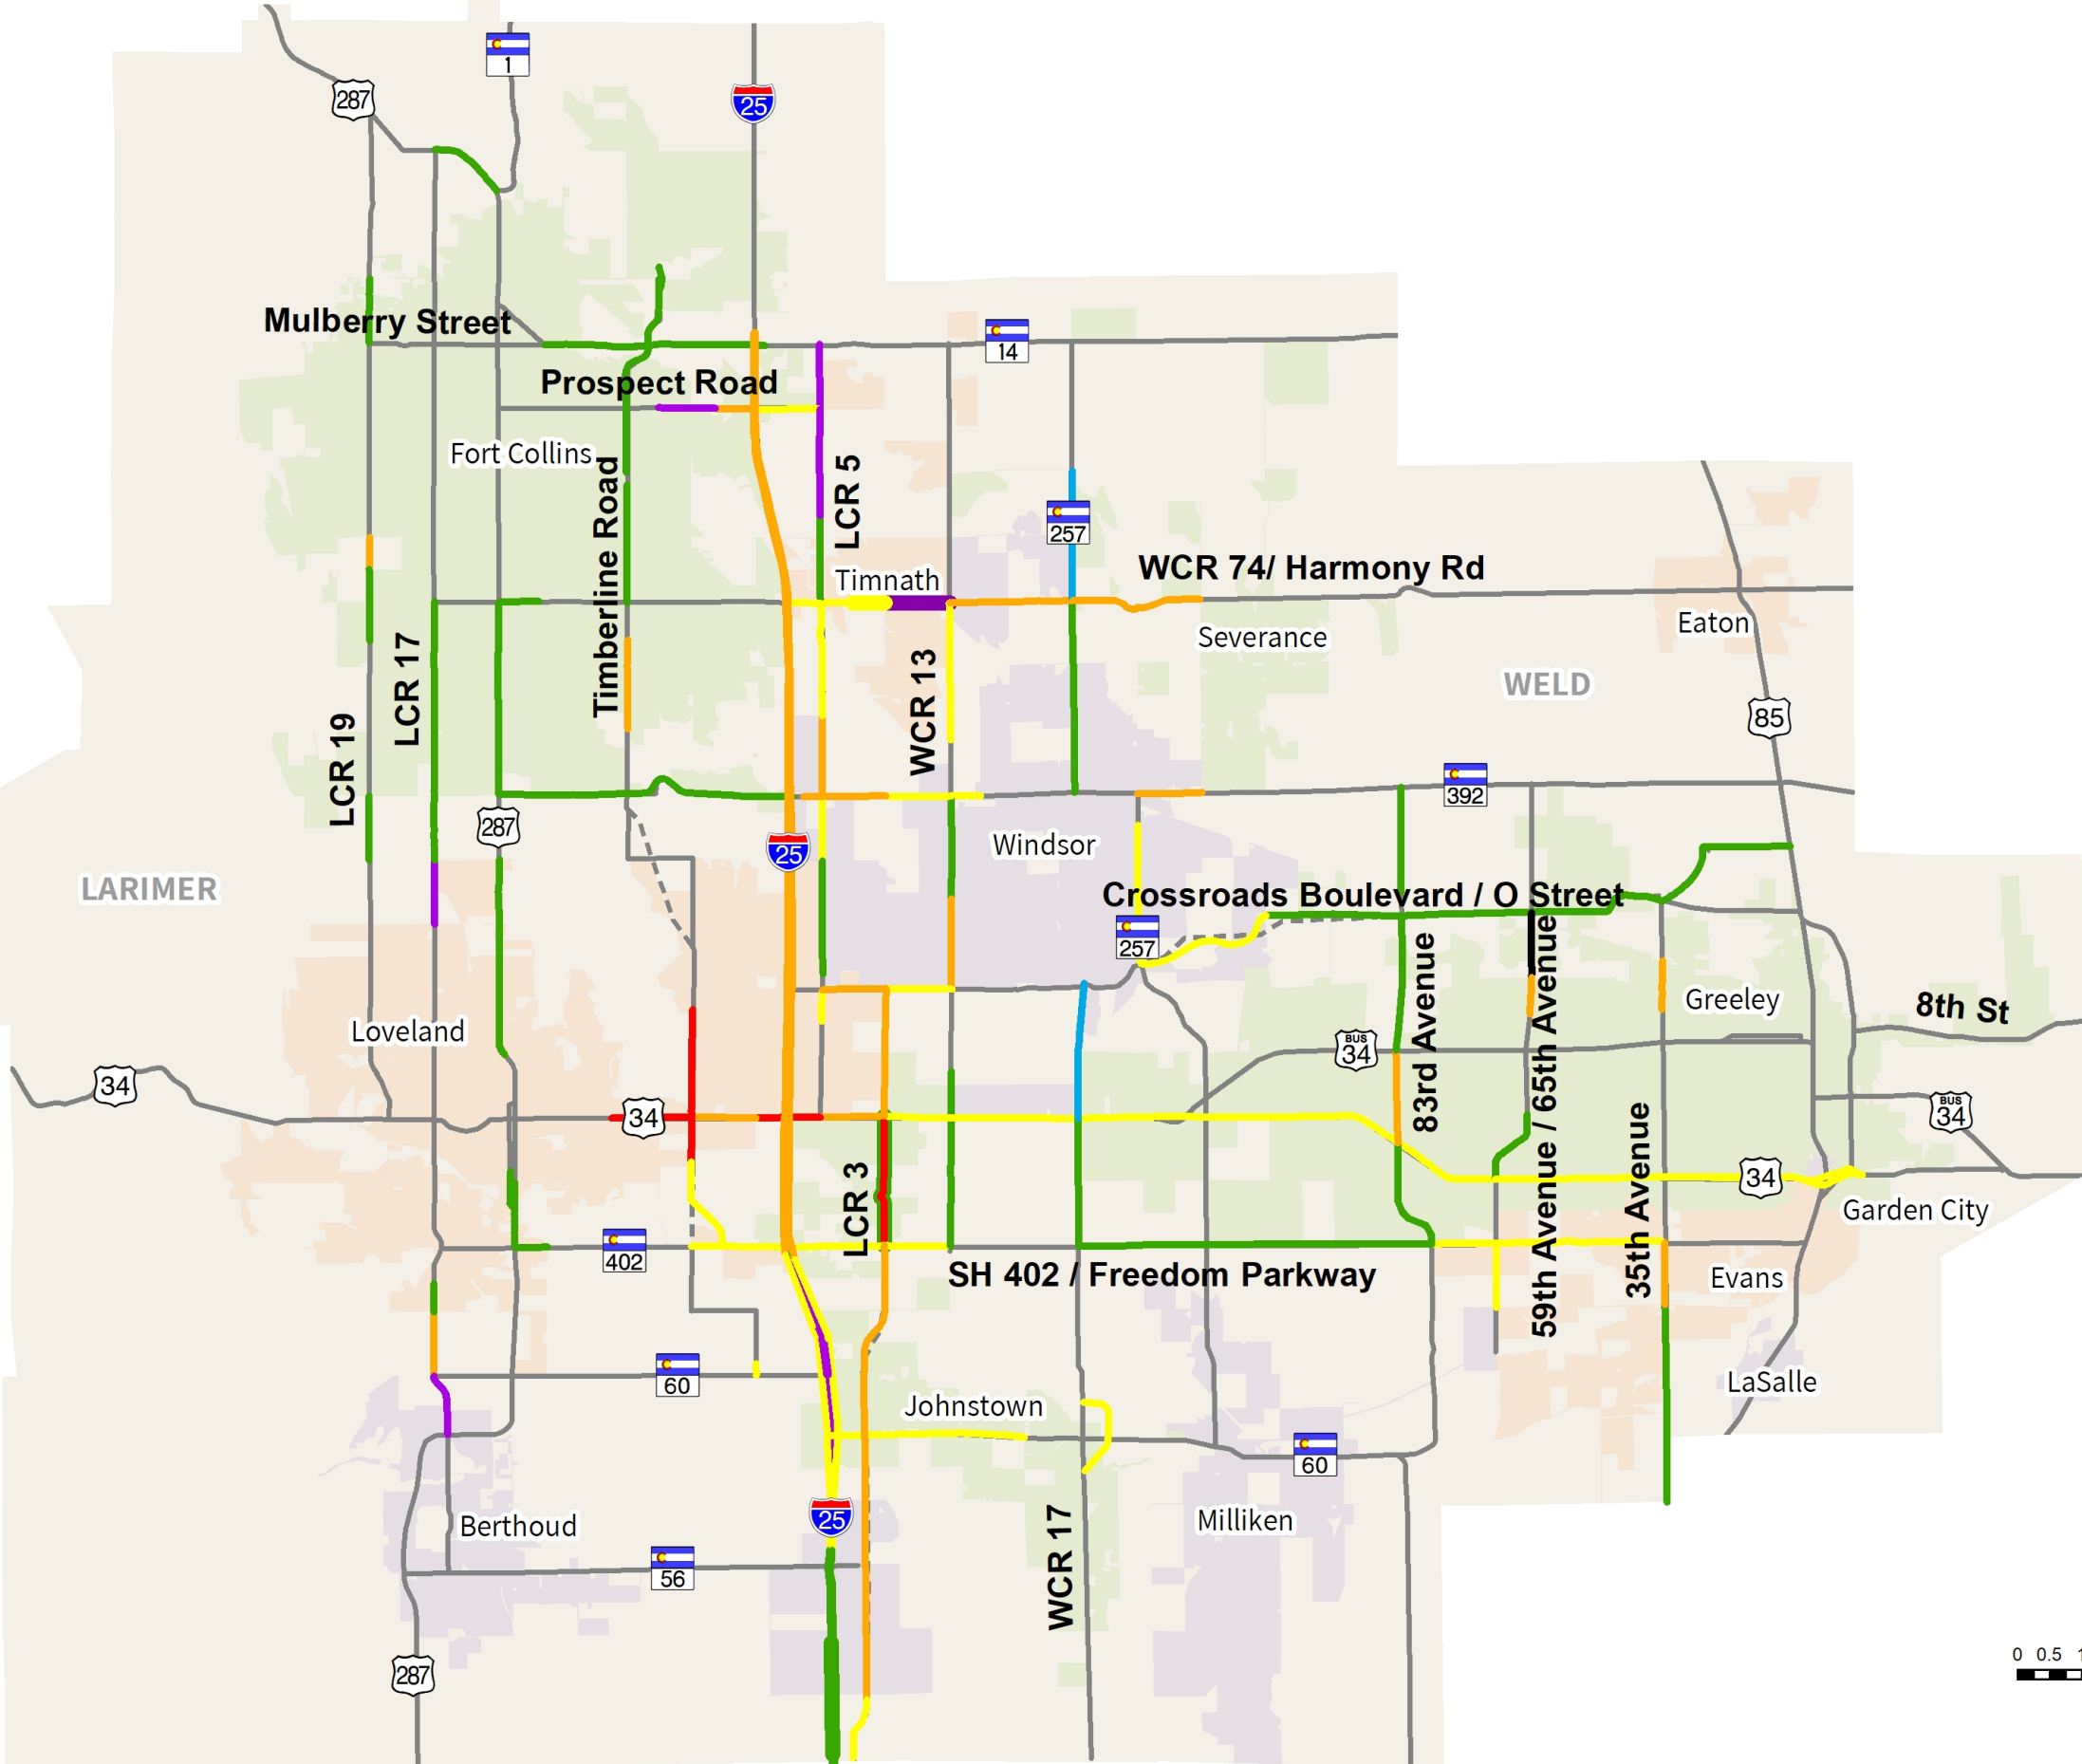 1
287
25
Mulberry Street
14
Prospect Road
Fort Collins
LCR 5
Timberline Road
257
WCR 74/ Harmony Rd
Timnath
Severance
Eaton
LCR 17
WCR 13
WELD
85
LCR 19
392
287
25
Windsor
LARIMER
Crossroads Boulevard / O Street
257
83rd Avenue
59th Avenue / 65th Avenue
Greeley
8th St
Loveland
BUS
34
34
34
BUS
34
35th Avenue
34
LCR 3
Garden City
402
SH 402 / Freedom Parkway
Evans
60
LaSalle
Johnstown
60
25
WCR 17
Berthoud
Milliken
56
287
0 0.5 1